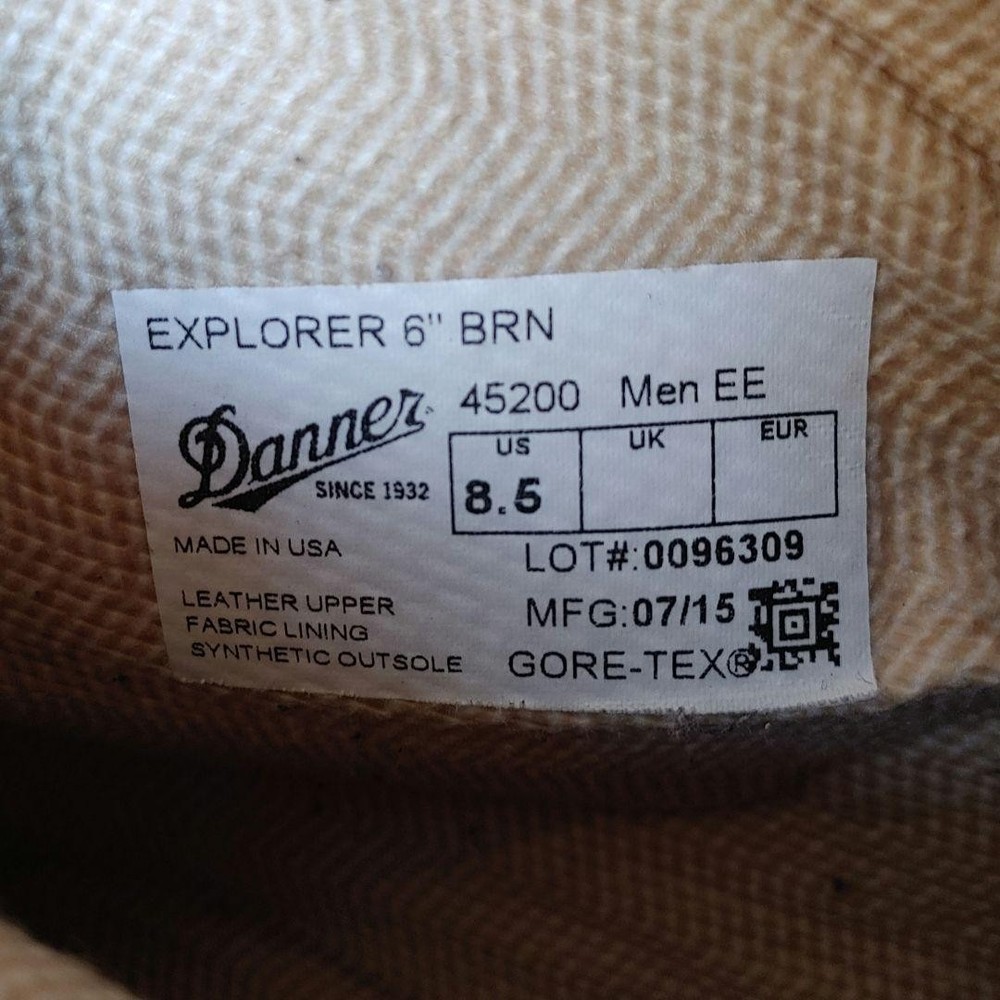 EXPLORER 6" BRN
Danner
SINCE 1932
45200 Men EE
US UK EUR
8.5
MADE IN USA
LOT#:0096309
LEATHER UPPER
FABRIC LINING
SYNTHETIC OUTSOLE
MFG:07/15
GORE-TEX®